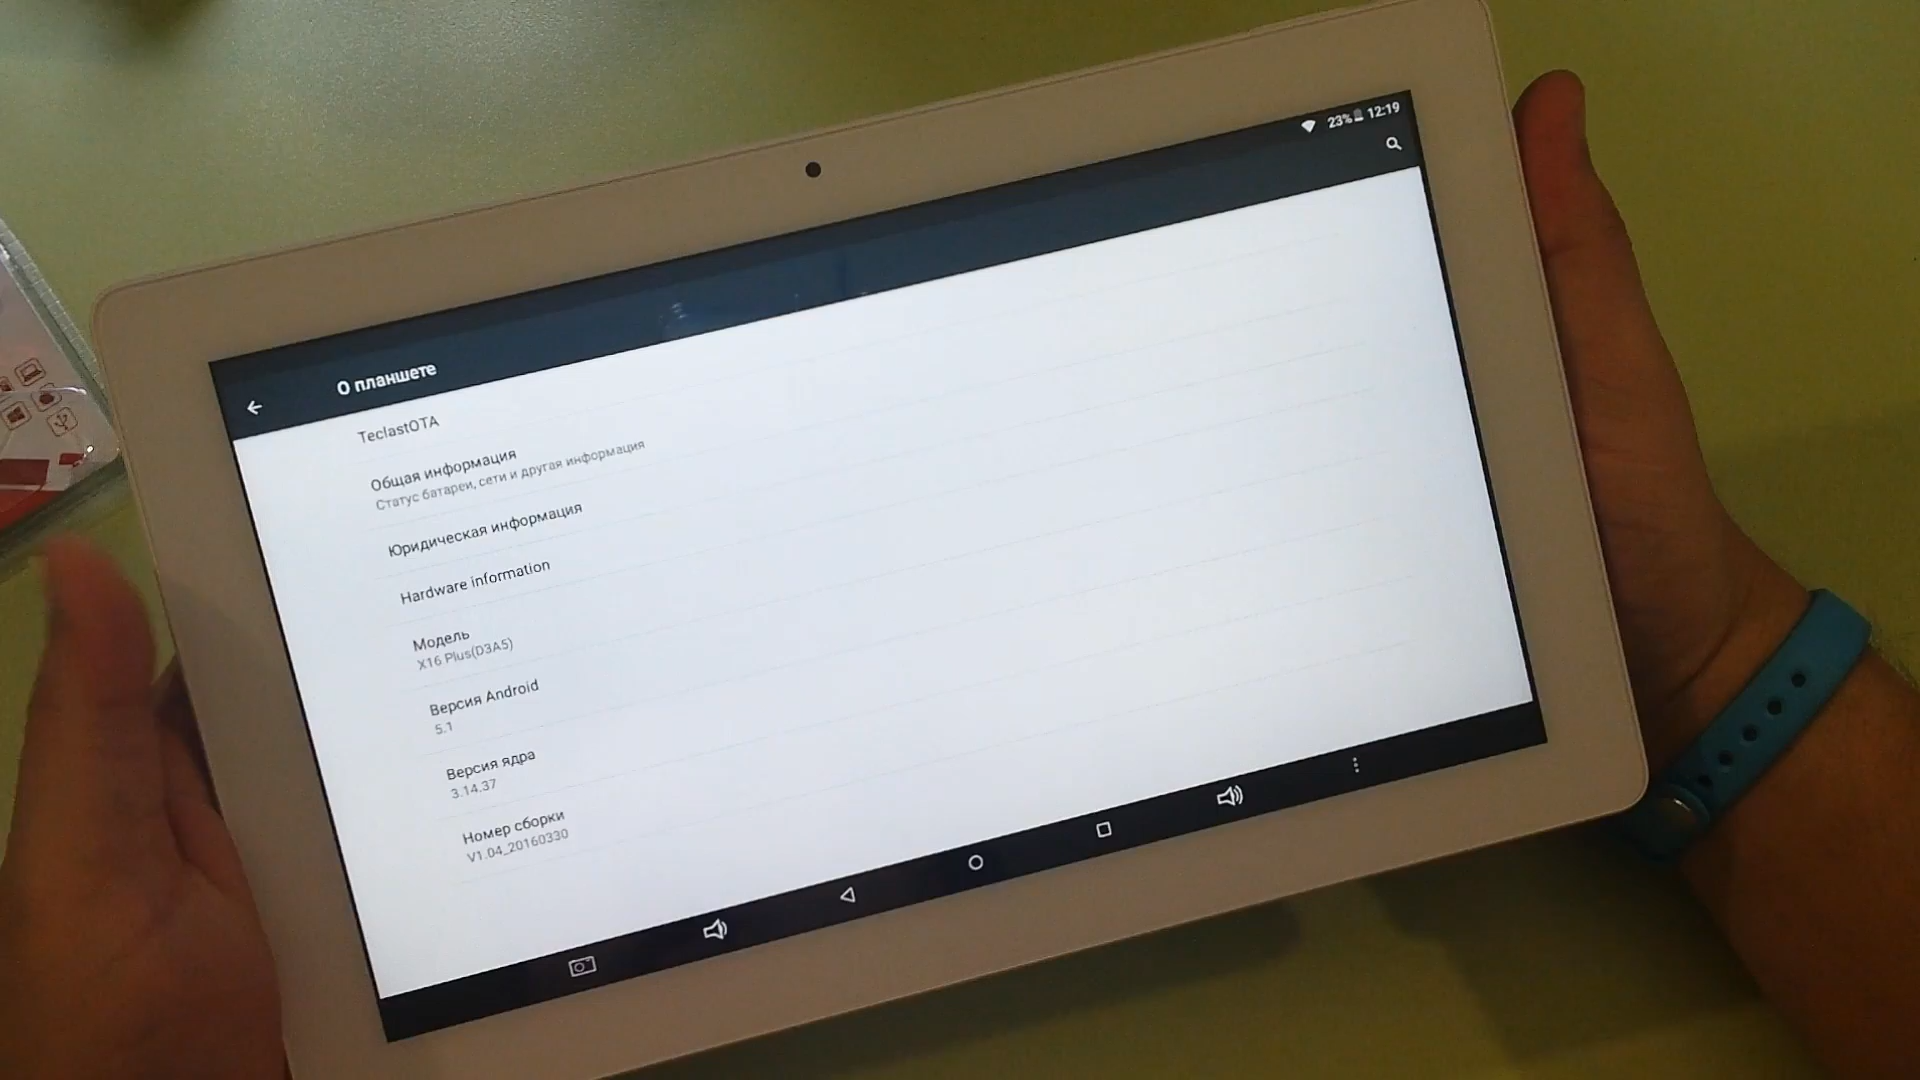 23% 12:19
О планшете
TeclastOTA
Общая информация
Статус батареи, сети и другая информация
Юридическая информация
Hardware information
Модель
X16 Plus(D3A5)
Версия Android
5.1
Версия ядра
3.14.37
Номер сборки
V1.04_20160330